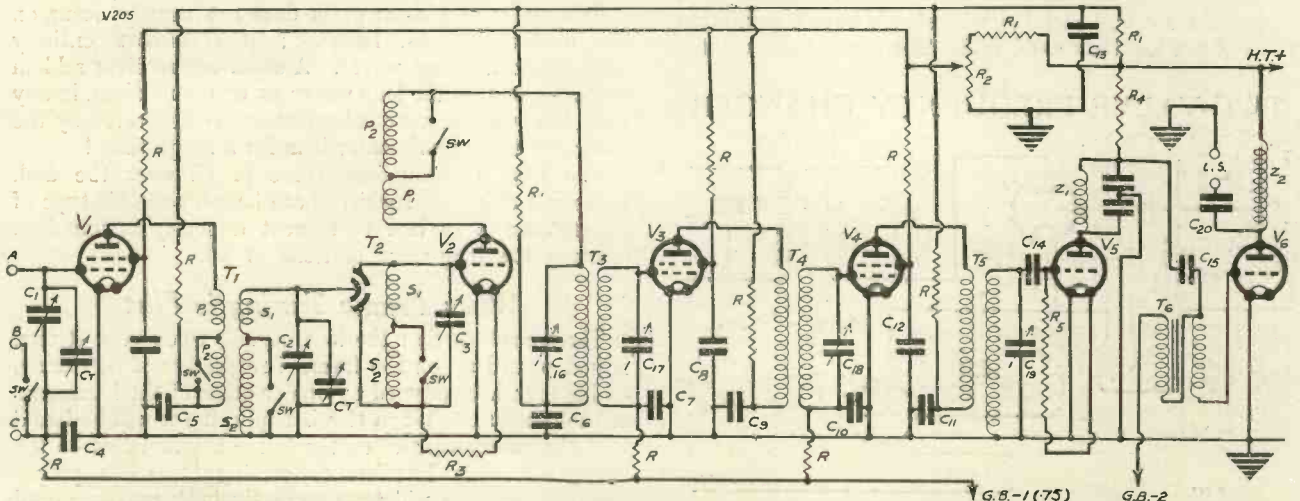 V205
R1
C13
R1
H.T.+
R2
R4
P2
SW
R
R
R
R
L.S.
Z2
P1
Z1
V1
T2
V2
R1
V3
T4
V4
T5
V5
C20
V6
A
R
T1
T3
R
R
C14
C15
C1
P1
S1
S1
B
C2
C3
C12
R5
T6
CT
P2
SW
S2
SW
C16
C17
C8
C18
C19
SW
C5
S2
SW
CT
C6
C7
C9
C10
C11
C
C4
R
R3
R
R
G.B.-1 (.75)
G.B.-2